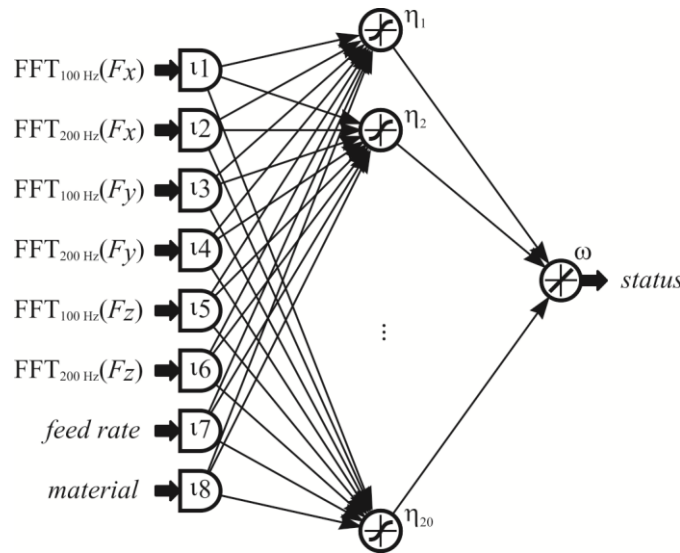 η₁
FFT₁₀₀ Hz(Fx) ι1
η₂
FFT₂₀₀ Hz(Fx) ι2
FFT₁₀₀ Hz(Fy) ι3
FFT₂₀₀ Hz(Fy) ι4
ω
status
FFT₁₀₀ Hz(Fz) ι5
...
FFT₂₀₀ Hz(Fz) ι6
feed rate ι7
material ι8
η₂₀